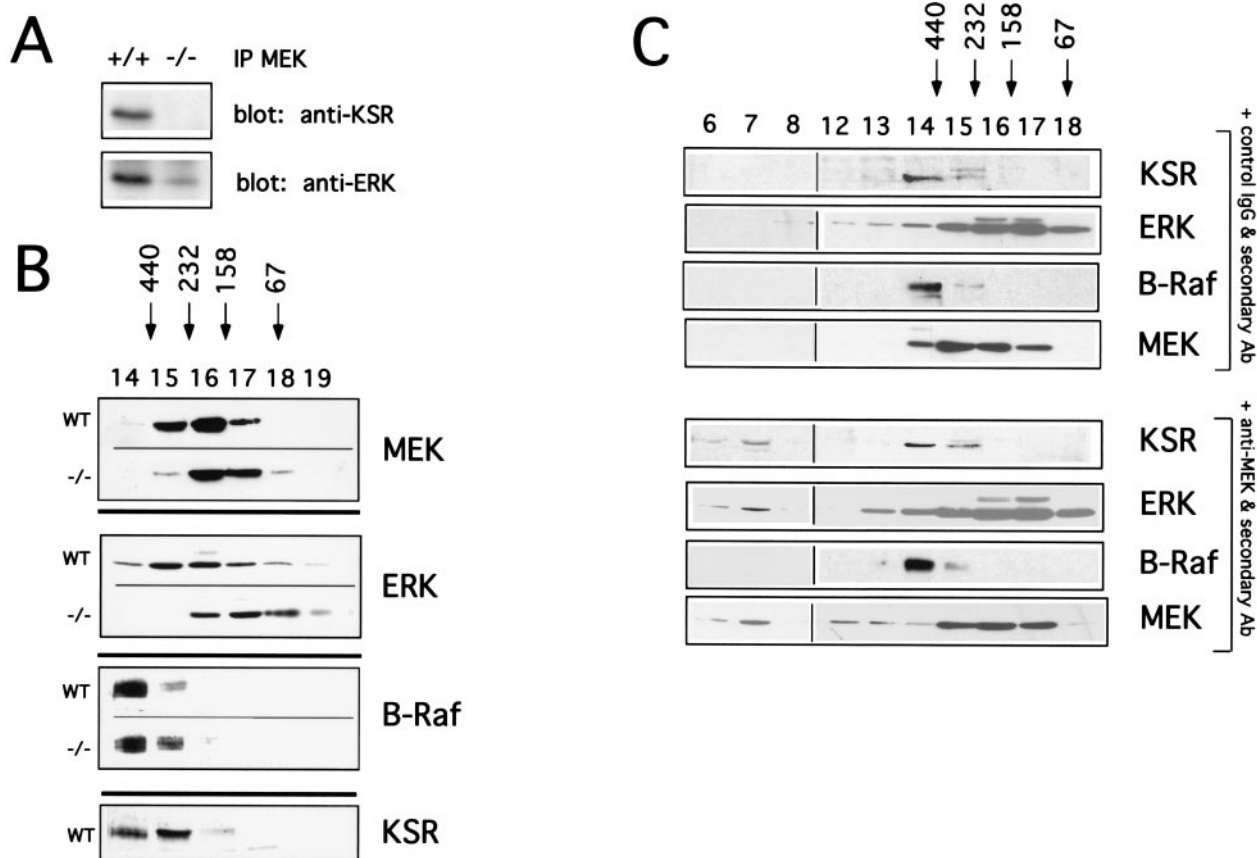 A
+/+ -/- IP MEK
blot: anti-KSR
blot: anti-ERK
B
440 232 158 67
14 15 16 17 18 19
WT
-/-
MEK
WT
-/-
ERK
WT
-/-
B-Raf
WT
KSR
C
440 232 158 67
6 7 8 12 13 14 15 16 17 18
KSR
ERK
B-Raf
MEK
+ control IgG & secondary Ab
KSR
ERK
B-Raf
MEK
+ anti-MEK & secondary Ab